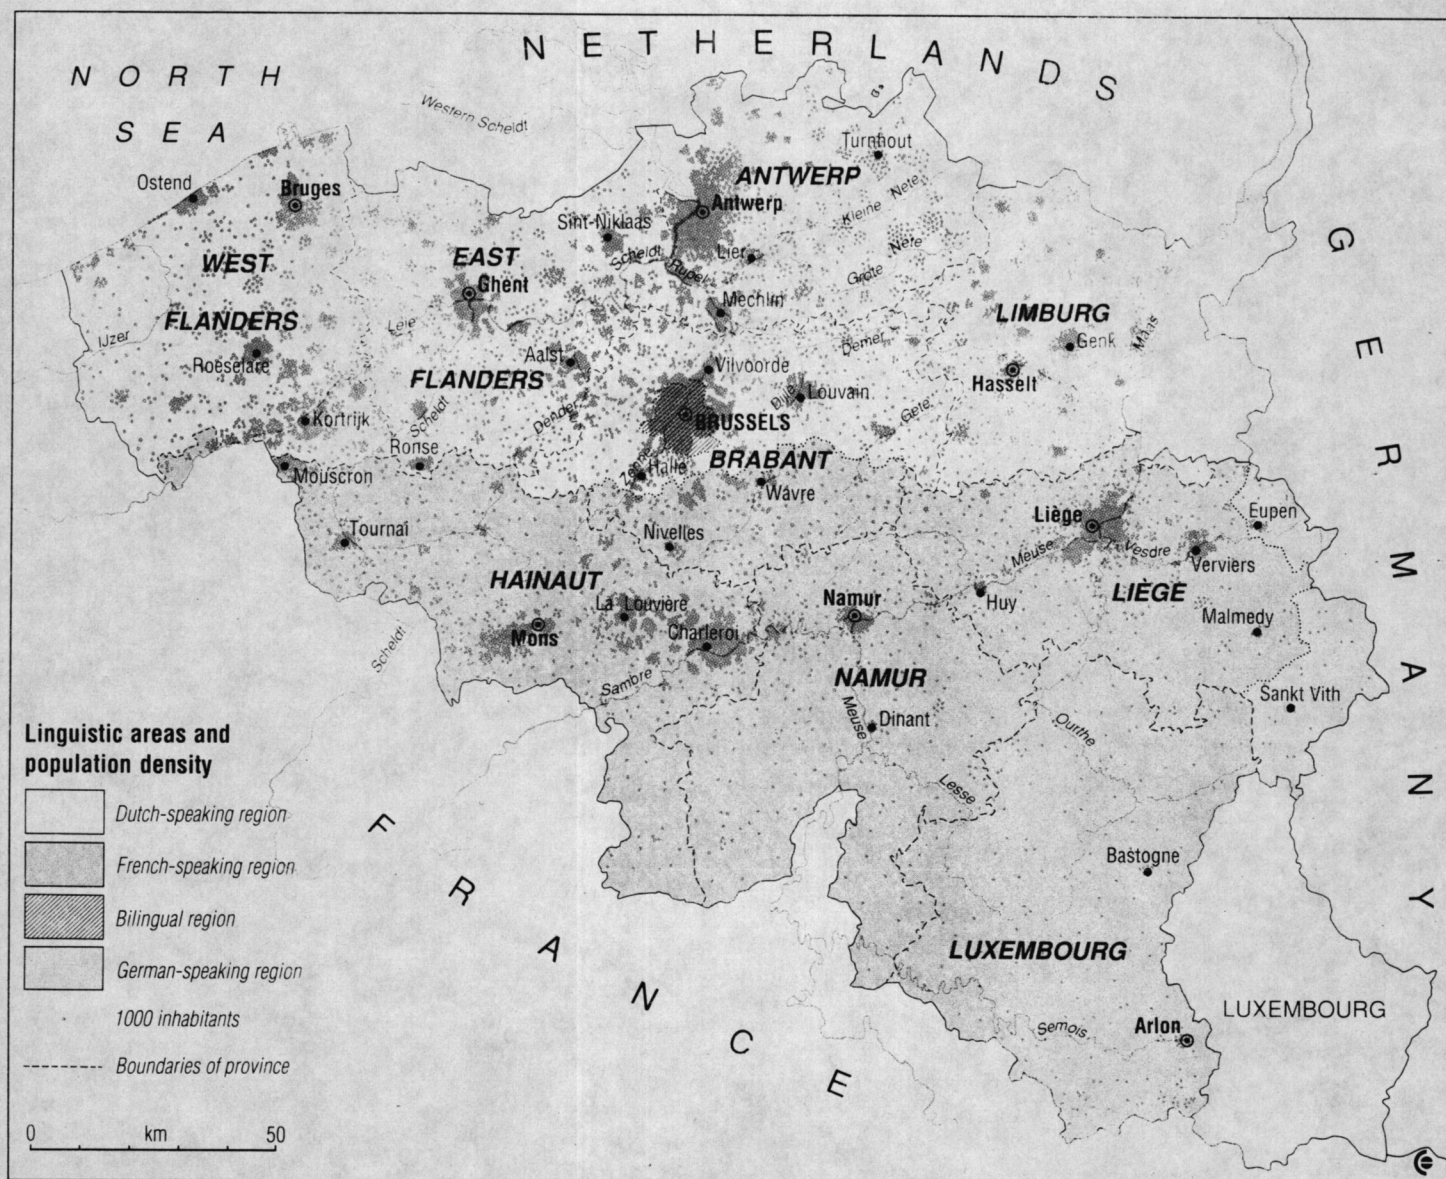 NETHERLANDS
NORTH
SEA
Western Scheldt
Turnhout
Ostend
Bruges
ANTWERP
Antwerp
Kleine Nete
Sint-Niklaas
Scheldt
Lier
Rupel
Grote Nete
WEST
FLANDERS
EAST
Ghent
FLANDERS
Mechlin
LIMBURG
Genk
Maas
GERMANY
IJzer
Leie
Roeselare
Aalst
Vilvoorde
Demer
Hasselt
Dijle
Louvain
Gete
Kortrijk
Scheldt
Dender
BRUSSELS
Ronse
Zenne
Halle
BRABANT
Mouscron
Wavre
Tournai
Nivelles
Liège
Eupen
Meuse
Vesdre
Verviers
HAINAUT
La Louvière
Namur
Huy
LIÈGE
Mons
Charleroi
Malmedy
Scheldt
Sambre
NAMUR
Sankt Vith
Meuse
Dinant
Ourthe
Lesse
Linguistic areas and
population density
Dutch-speaking region
French-speaking region
Bilingual region
German-speaking region
1000 inhabitants
Boundaries of province
0 km 50
FRANCE
Bastogne
LUXEMBOURG
LUXEMBOURG
Semois
Arlon